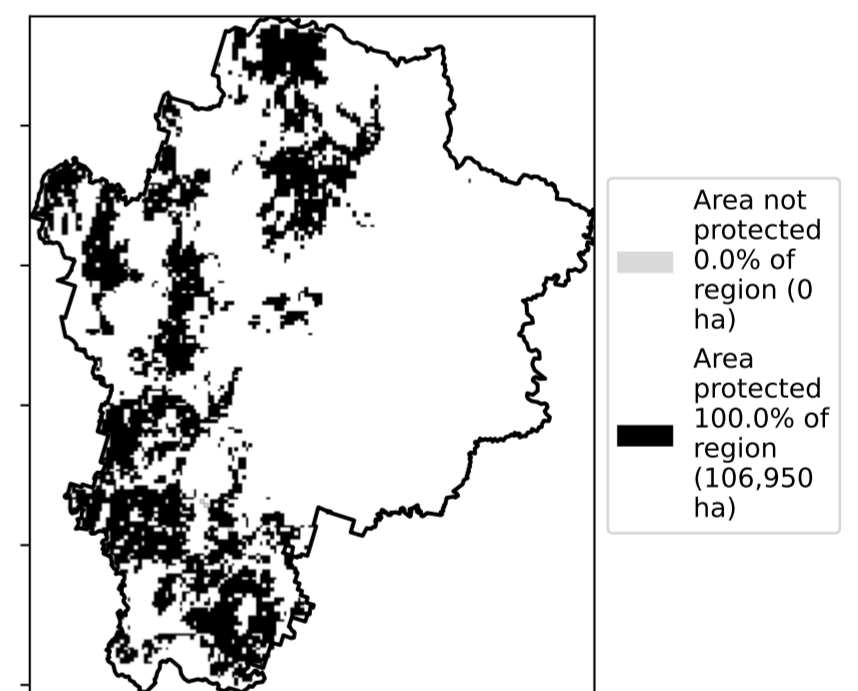 Area not
protected
0.0% of
region (0
ha)
Area
protected
100.0% of
region
(106,950
ha)